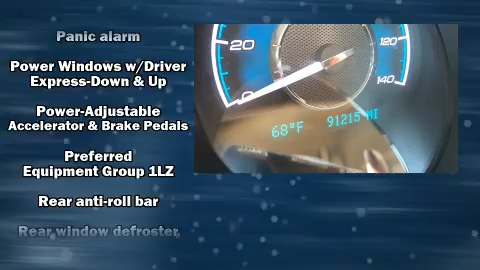 Panic alarm
Power Windows w/Driver
Express-Down & Up
Power-Adjustable
Accelerator & Brake Pedals
Preferred
Equipment Group 1LZ
Rear anti-roll bar
Rear window defroster
20
0
140
68°F
91215 MI